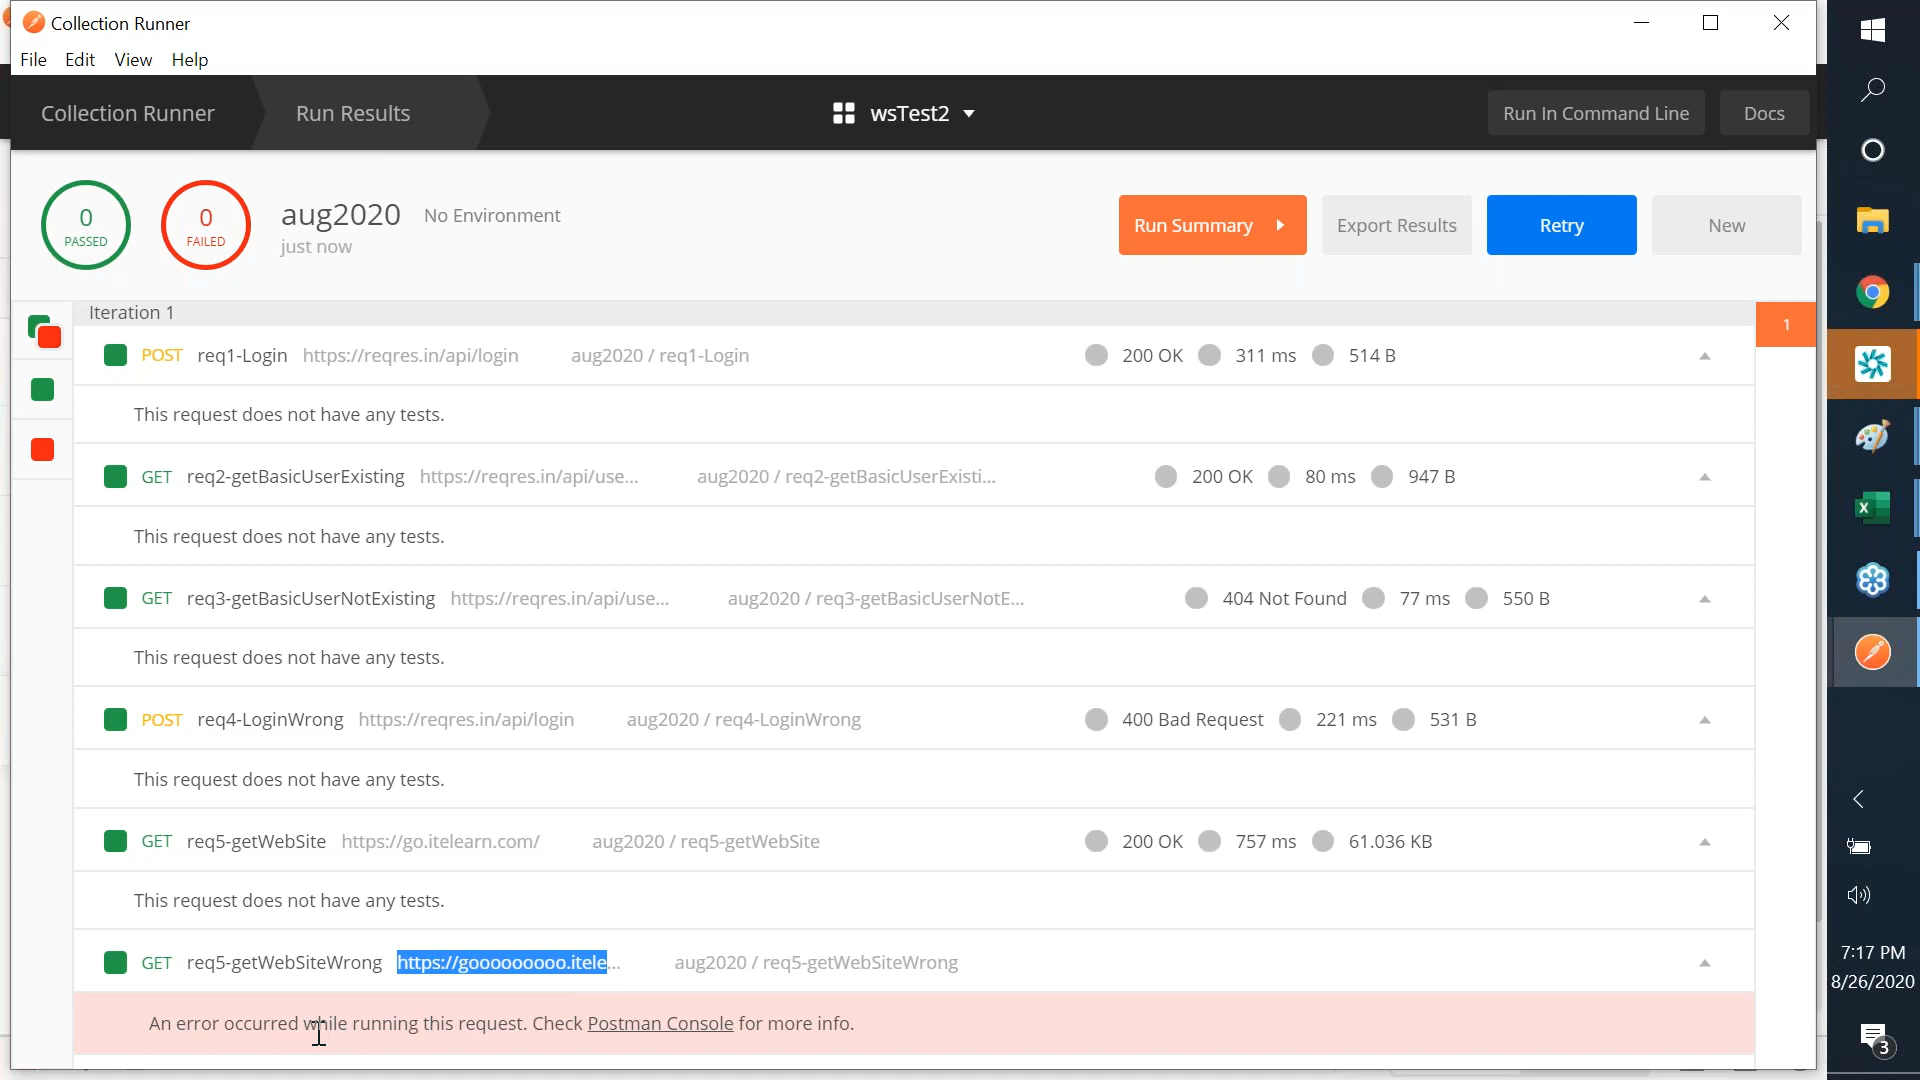 Collection Runner
File Edit View Help
Collection Runner Run Results wsTest2 Run In Command Line Docs
0 PASSED
0 FAILED
aug2020 No Environment
just now
Run Summary Export Results Retry New
Iteration 1
1
POST req1-Login https://reqres.in/api/login aug2020 / req1-Login 200 OK 311 ms 514 B
This request does not have any tests.
GET req2-getBasicUserExisting https://reqres.in/api/use... aug2020 / req2-getBasicUserExisti... 200 OK 80 ms 947 B
This request does not have any tests.
GET req3-getBasicUserNotExisting https://reqres.in/api/use... aug2020 / req3-getBasicUserNotE... 404 Not Found 77 ms 550 B
This request does not have any tests.
POST req4-LoginWrong https://reqres.in/api/login aug2020 / req4-LoginWrong 400 Bad Request 221 ms 531 B
This request does not have any tests.
GET req5-getWebSite https://go.itelearn.com/ aug2020 / req5-getWebSite 200 OK 757 ms 61.036 KB
This request does not have any tests.
GET req5-getWebSiteWrong https://gooooooooo.itele... aug2020 / req5-getWebSiteWrong
An error occurred while running this request. Check Postman Console for more info.
7:17 PM
8/26/2020
3